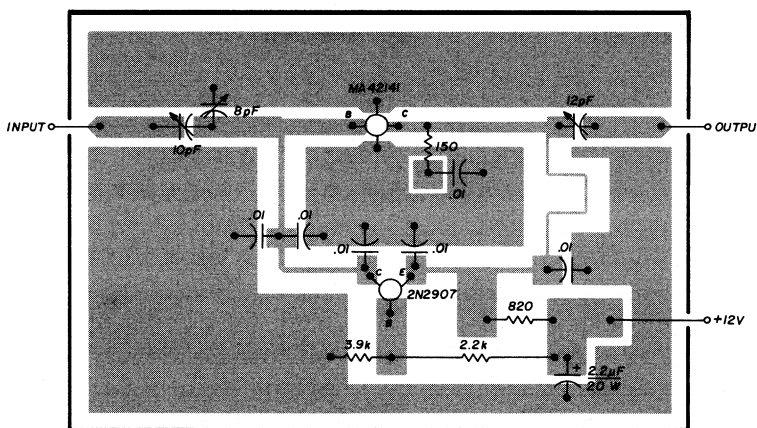 MA42141
8pF
12pF
INPUT
B
C
OUTPU
10pF
150
.01
.01
.01
.01
.01
.01
C
E
2N2907
B
820
+12V
3.9k
2.2k
+
2.2µF
20 W